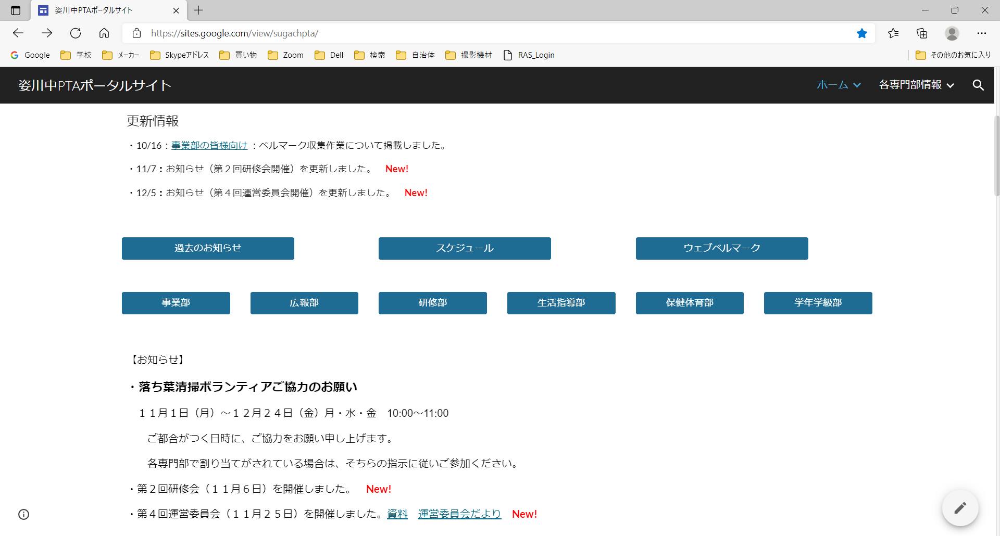 姿川中PTAポータルサイト
https://sites.google.com/view/sugachpta/
Google 学校 メーカー Skypeアドレス 買い物 Zoom Dell 検索 自治体 撮影機材 RAS_Login その他のお気に入り
姿川中PTAポータルサイト ホーム 各専門部情報
更新情報
・10/16：事業部の皆様向け ：ベルマーク収集作業について掲載しました。
・11/7：お知らせ（第２回研修会開催）を更新しました。 New!
・12/5：お知らせ（第４回運営委員会開催）を更新しました。 New!
過去のお知らせ スケジュール ウェブベルマーク
事業部 広報部 研修部 生活指導部 保健体育部 学年学級部
【お知らせ】
・落ち葉清掃ボランティアご協力のお願い
１１月１日（月）～１２月２４日（金）月・水・金 10:00～11:00
ご都合がつく日時に、ご協力をお願い申し上げます。
各専門部で割り当てがされている場合は、そちらの指示に従いご参加ください。
・第２回研修会（１１月６日）を開催しました。 New!
・第４回運営委員会（１１月２５日）を開催しました。資料 運営委員会だより New!